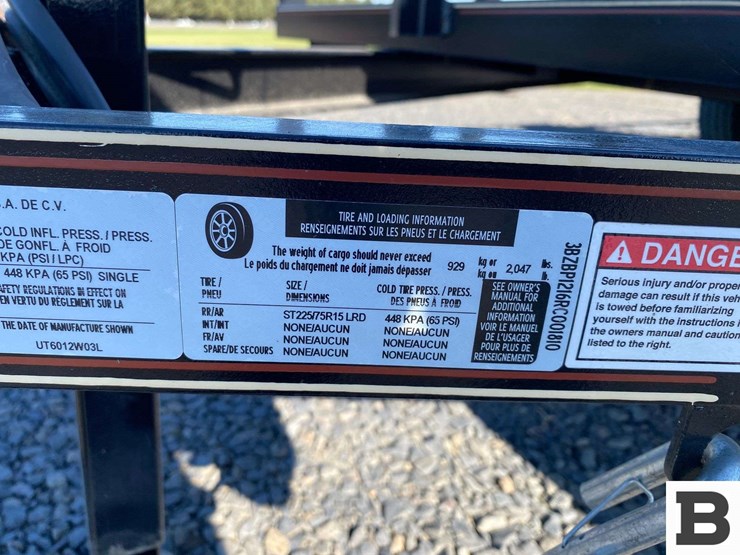 .A. DE C.V.
COLD INFL. PRESS. / PRESS.
DE GONFL. À FROID
KPA (PSI / LPC)
448 KPA (65 PSI) SINGLE
AFETY REGULATIONS IN EFFECT ON
EN VERTU DU RÈGLEMENT SUR LA
THE DATE OF MANUFACTURE SHOWN
UT6012W03L
TIRE AND LOADING INFORMATION
RENSEIGNEMENTS SUR LES PNEUS ET LE CHARGEMENT
The weight of cargo should never exceed
Le poids du chargement ne doit jamais dépasser 929 kg or kg ou 2,047 lbs. lb.
TIRE / PNEU
SIZE / DIMENSIONS
COLD TIRE PRESS. / PRESS. DES PNEUS À FROID
RR/AR ST225/75R15 LRD 448 KPA (65 PSI)
INT/INT NONE/AUCUN NONE/AUCUN
FR/AV NONE/AUCUN NONE/AUCUN
SPARE/DE SECOURS NONE/AUCUN NONE/AUCUN
SEE OWNER'S
MANUAL FOR
ADDITIONAL
INFORMATION
VOIR LE MANUEL
DE L'USAGER
POUR PLUS DE
RENSEIGNEMENTS
DANGE
Serious injury and/or proper
damage can result if this veh
is towed before familiarizing
yourself with the instructions i
the owners manual and caution
listed to the right.
B